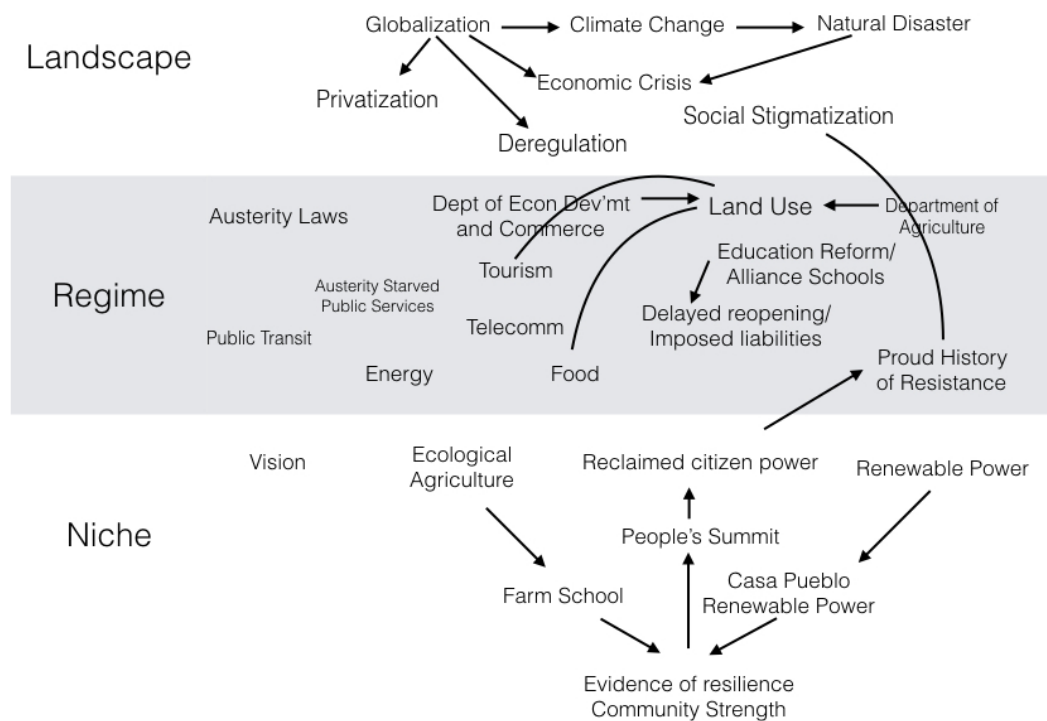 Landscape
Globalization
Climate Change
Natural Disaster
Privatization
Economic Crisis
Social Stigmatization
Deregulation
Regime
Austerity Laws
Dept of Econ Dev'mt
and Commerce
Land Use
Department of
Agriculture
Tourism
Education Reform/
Alliance Schools
Austerity Starved
Public Services
Telecomm
Delayed reopening/
Imposed liabilities
Public Transit
Energy
Food
Proud History
of Resistance
Niche
Vision
Ecological
Agriculture
Reclaimed citizen power
Renewable Power
People's Summit
Farm School
Casa Pueblo
Renewable Power
Evidence of resilience
Community Strength